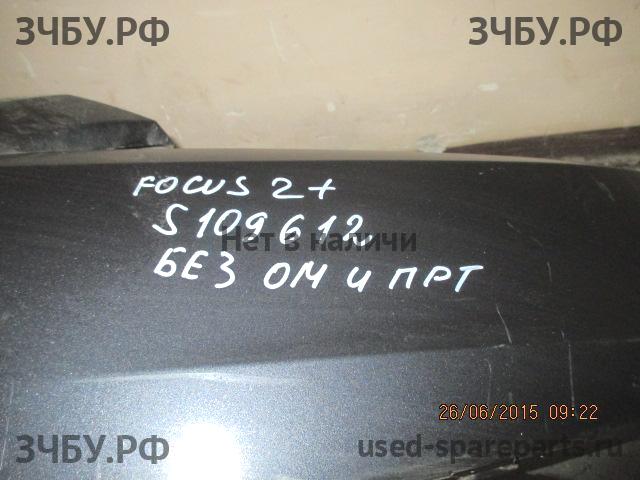 ЗЧБУ.РФ ЗЧБУ.РФ
FOCUS 2+
S109612
Нет в наличи
БЕЗ ОМ И ПРТ
26/06/2015 09:22
ЗЧБУ.РФ used-spareparts.ru